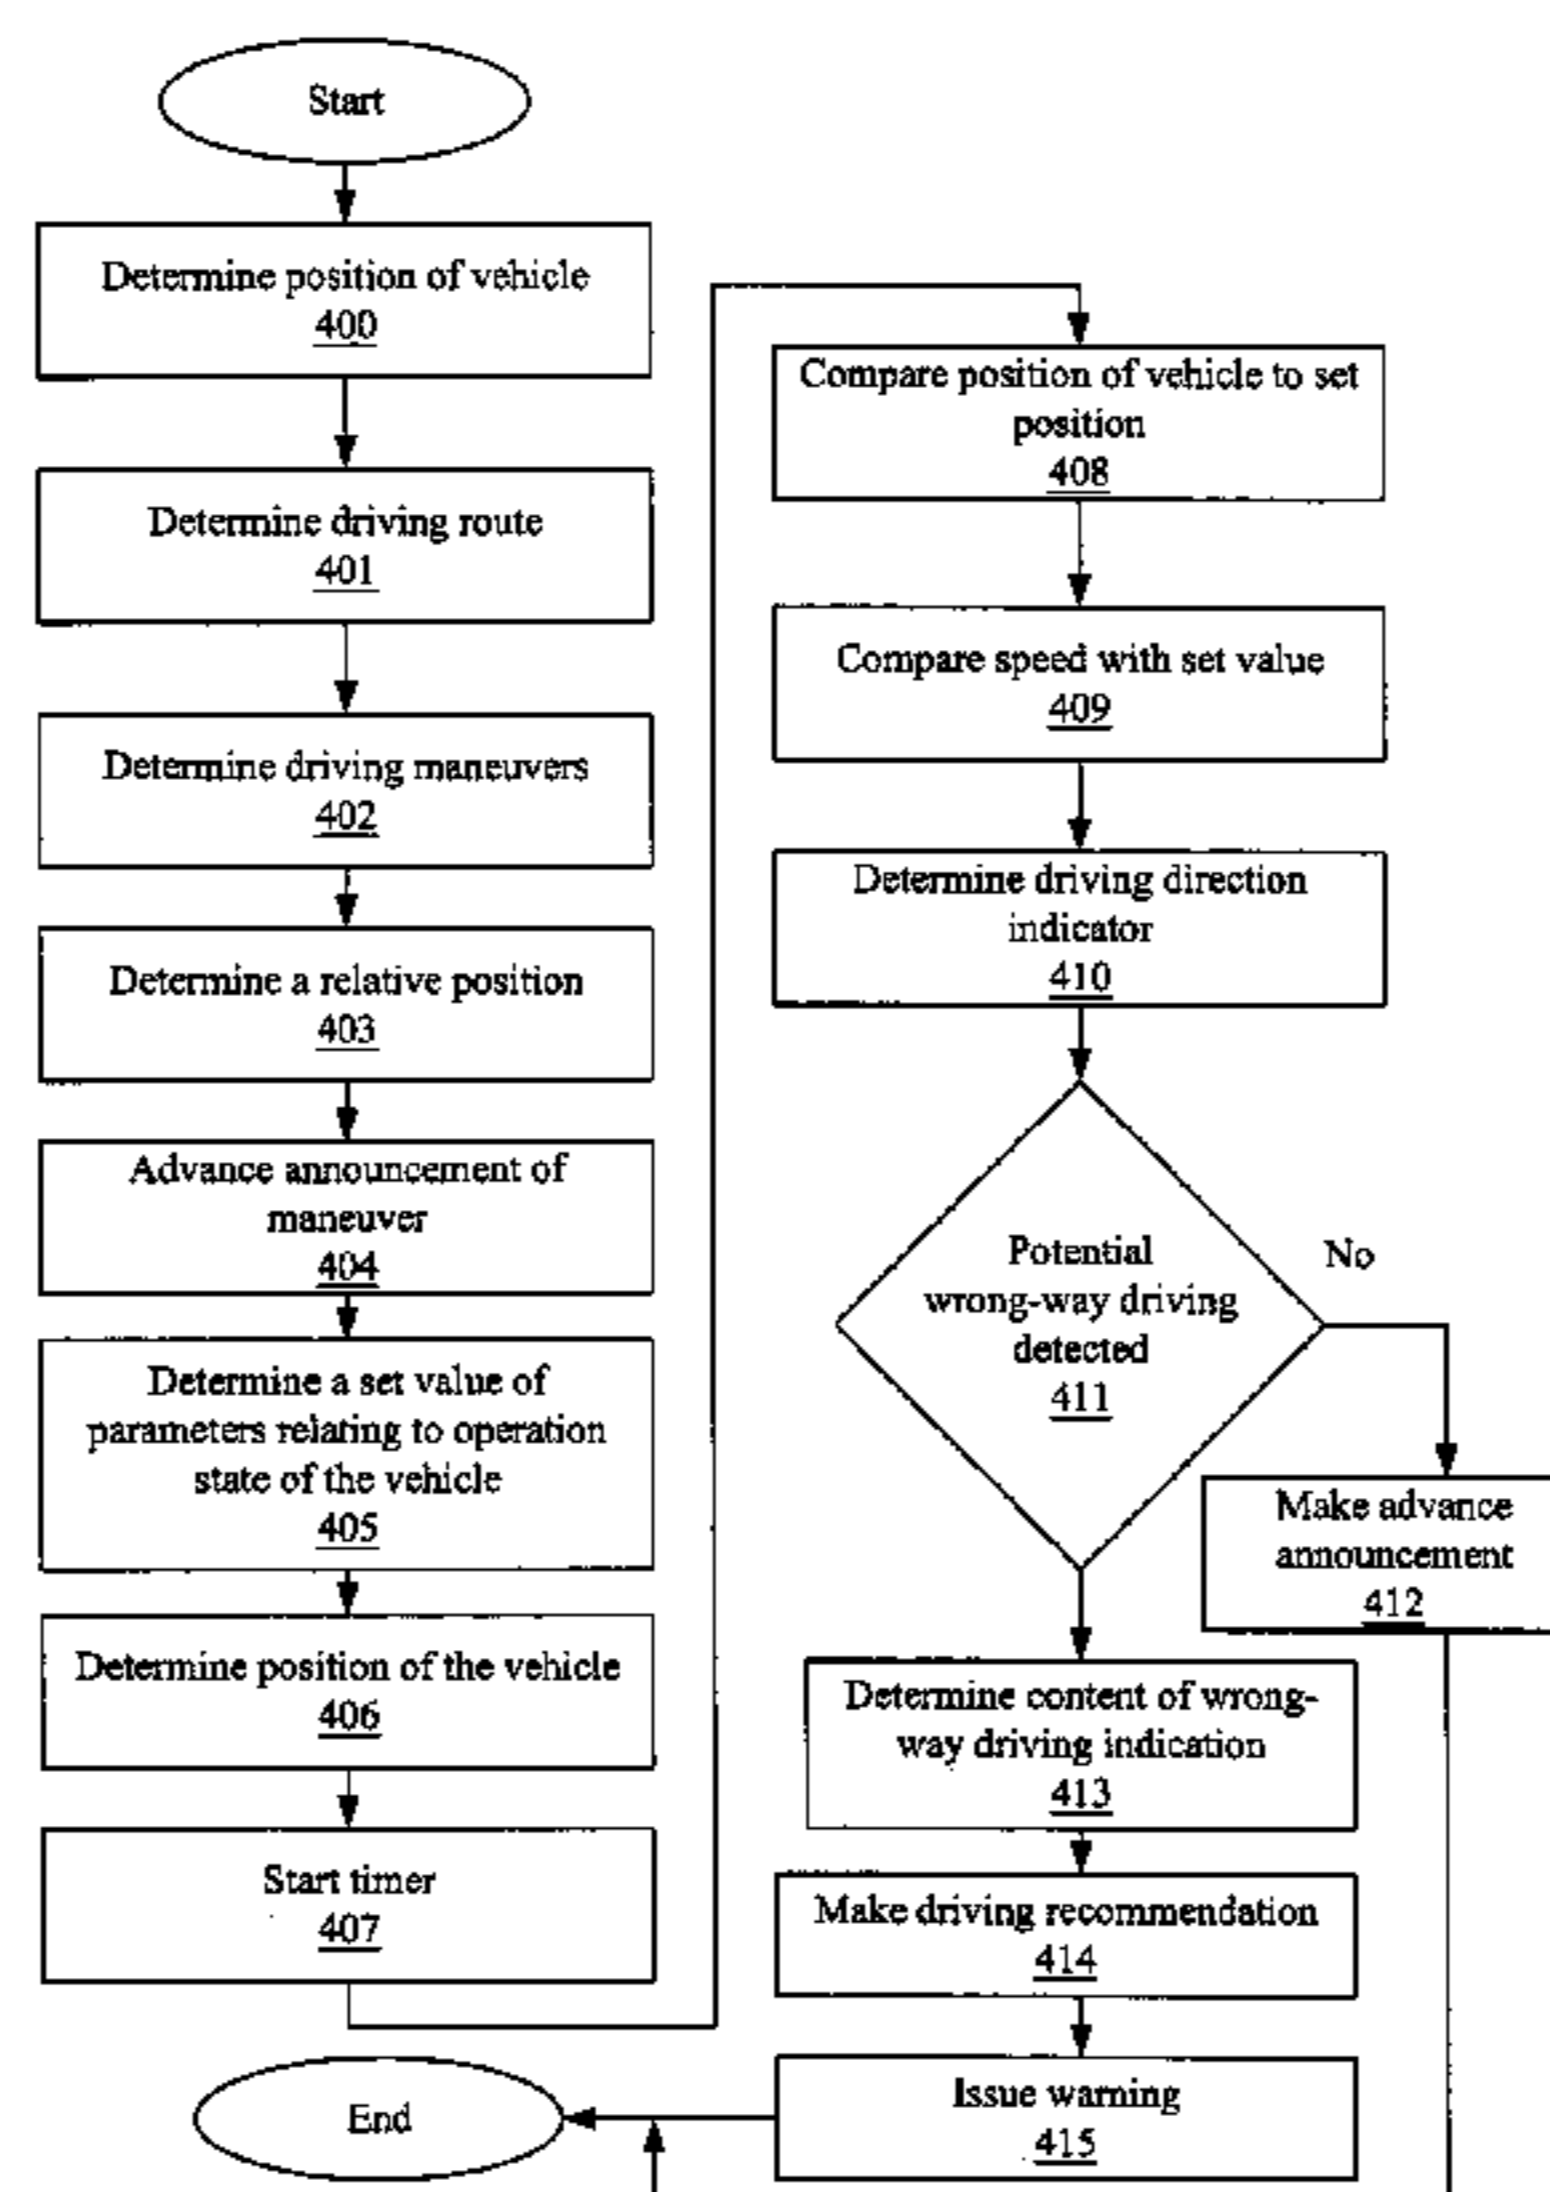 Start
Determine position of vehicle
400
Determine driving route
401
Determine driving maneuvers
402
Determine a relative position
403
Advance announcement of
maneuver
404
Determine a set value of
parameters relating to operation
state of the vehicle
405
Determine position of the vehicle
406
Start timer
407
Compare position of vehicle to set
position
408
Compare speed with set value
409
Determine driving direction
indicator
410
Potential
wrong-way driving
detected
411
No
Make advance
announcement
412
Determine content of wrong-
way driving indication
413
Make driving recommendation
414
Issue warning
415
End